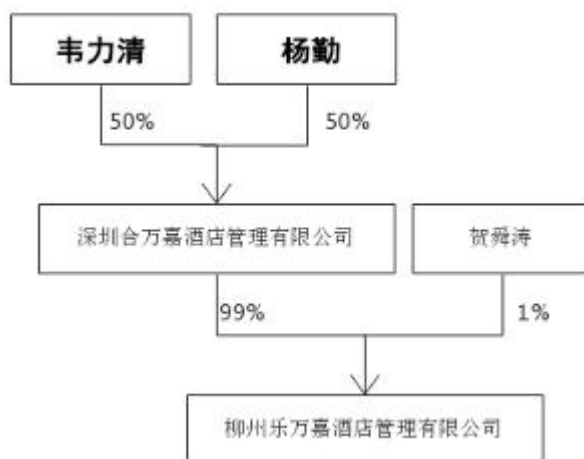 韦力清
杨勤
50%
50%
深圳合万嘉酒店管理有限公司
贺舜涛
99%
1%
柳州乐万嘉酒店管理有限公司